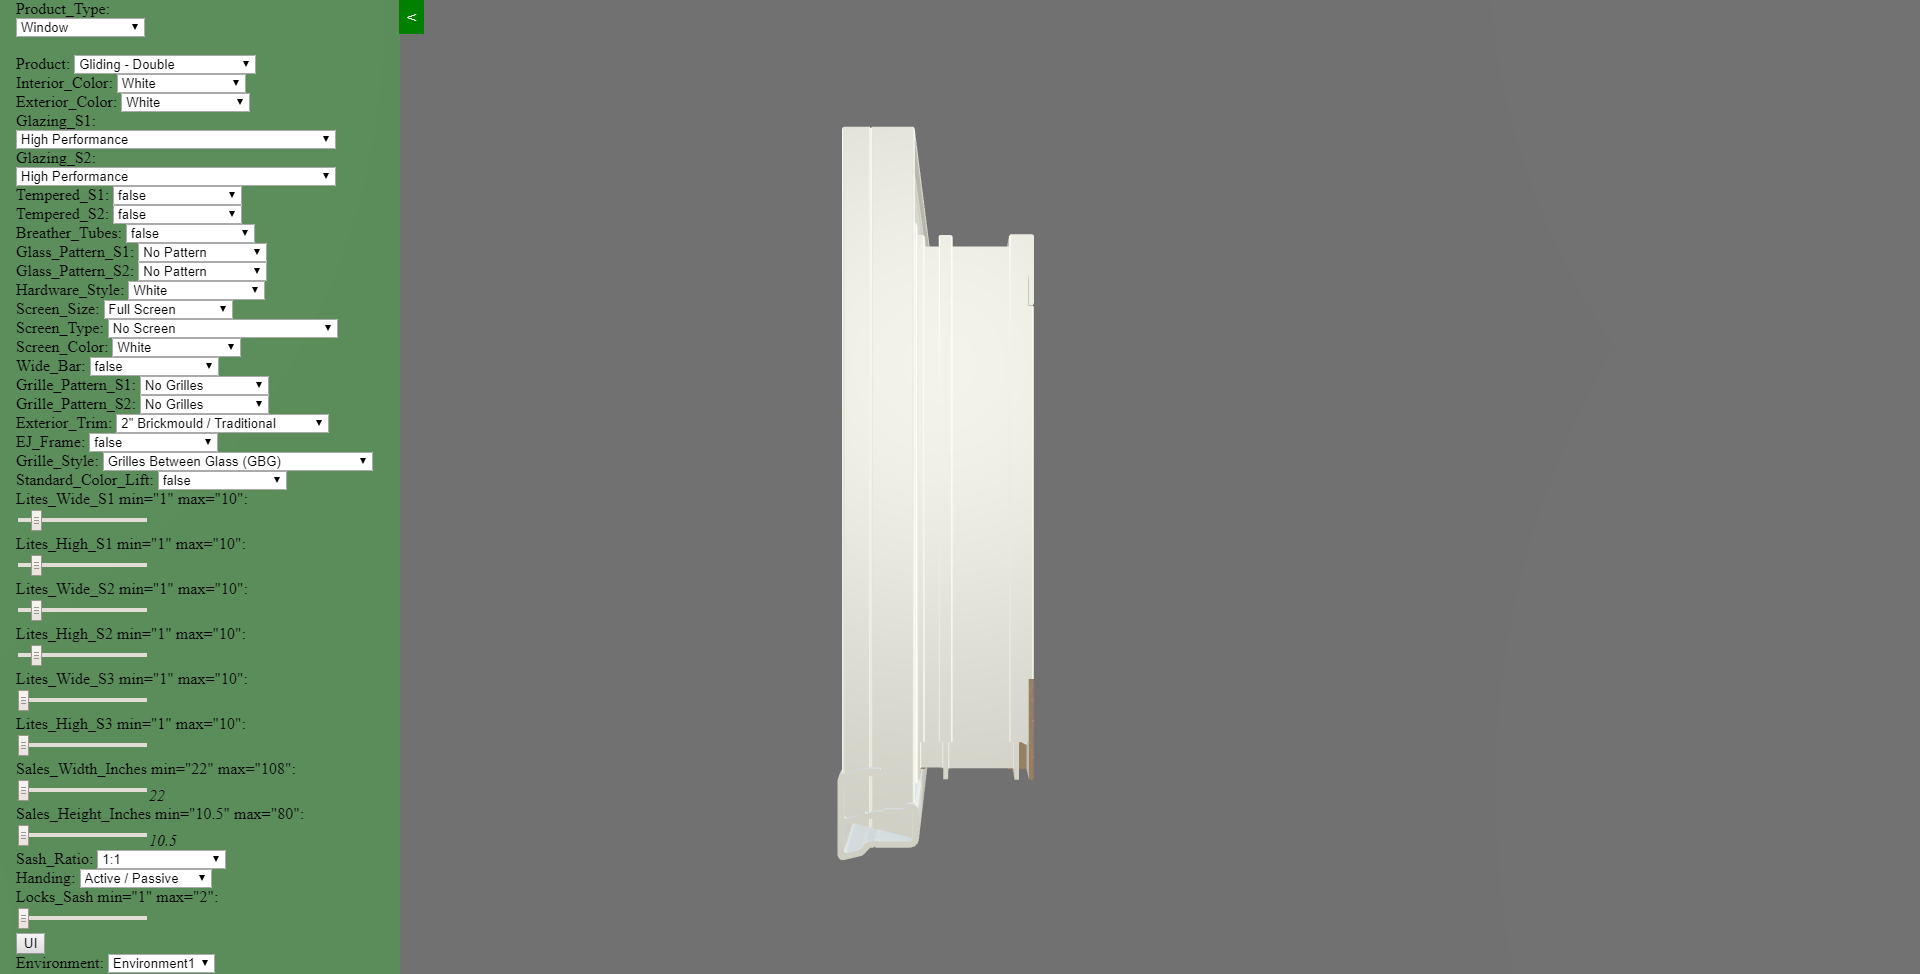 Product_Type:
Window
<
Product: Gliding - Double
Interior_Color: White
Exterior_Color: White
Glazing_S1:
High Performance
Glazing_S2:
High Performance
Tempered_S1: false
Tempered_S2: false
Breather_Tubes: false
Glass_Pattern_S1: No Pattern
Glass_Pattern_S2: No Pattern
Hardware_Style: White
Screen_Size: Full Screen
Screen_Type: No Screen
Screen_Color: White
Wide_Bar: false
Grille_Pattern_S1: No Grilles
Grille_Pattern_S2: No Grilles
Exterior_Trim: 2" Brickmould / Traditional
EJ_Frame: false
Grille_Style: Grilles Between Glass (GBG)
Standard_Color_Lift: false
Lites_Wide_S1 min="1" max="10":
Lites_High_S1 min="1" max="10":
Lites_Wide_S2 min="1" max="10":
Lites_High_S2 min="1" max="10":
Lites_Wide_S3 min="1" max="10":
Lites_High_S3 min="1" max="10":
Sales_Width_Inches min="22" max="108":
22
Sales_Height_Inches min="10.5" max="80":
10.5
Sash_Ratio: 1:1
Handing: Active / Passive
Locks_Sash min="1" max="2":
UI
Environment: Environment1